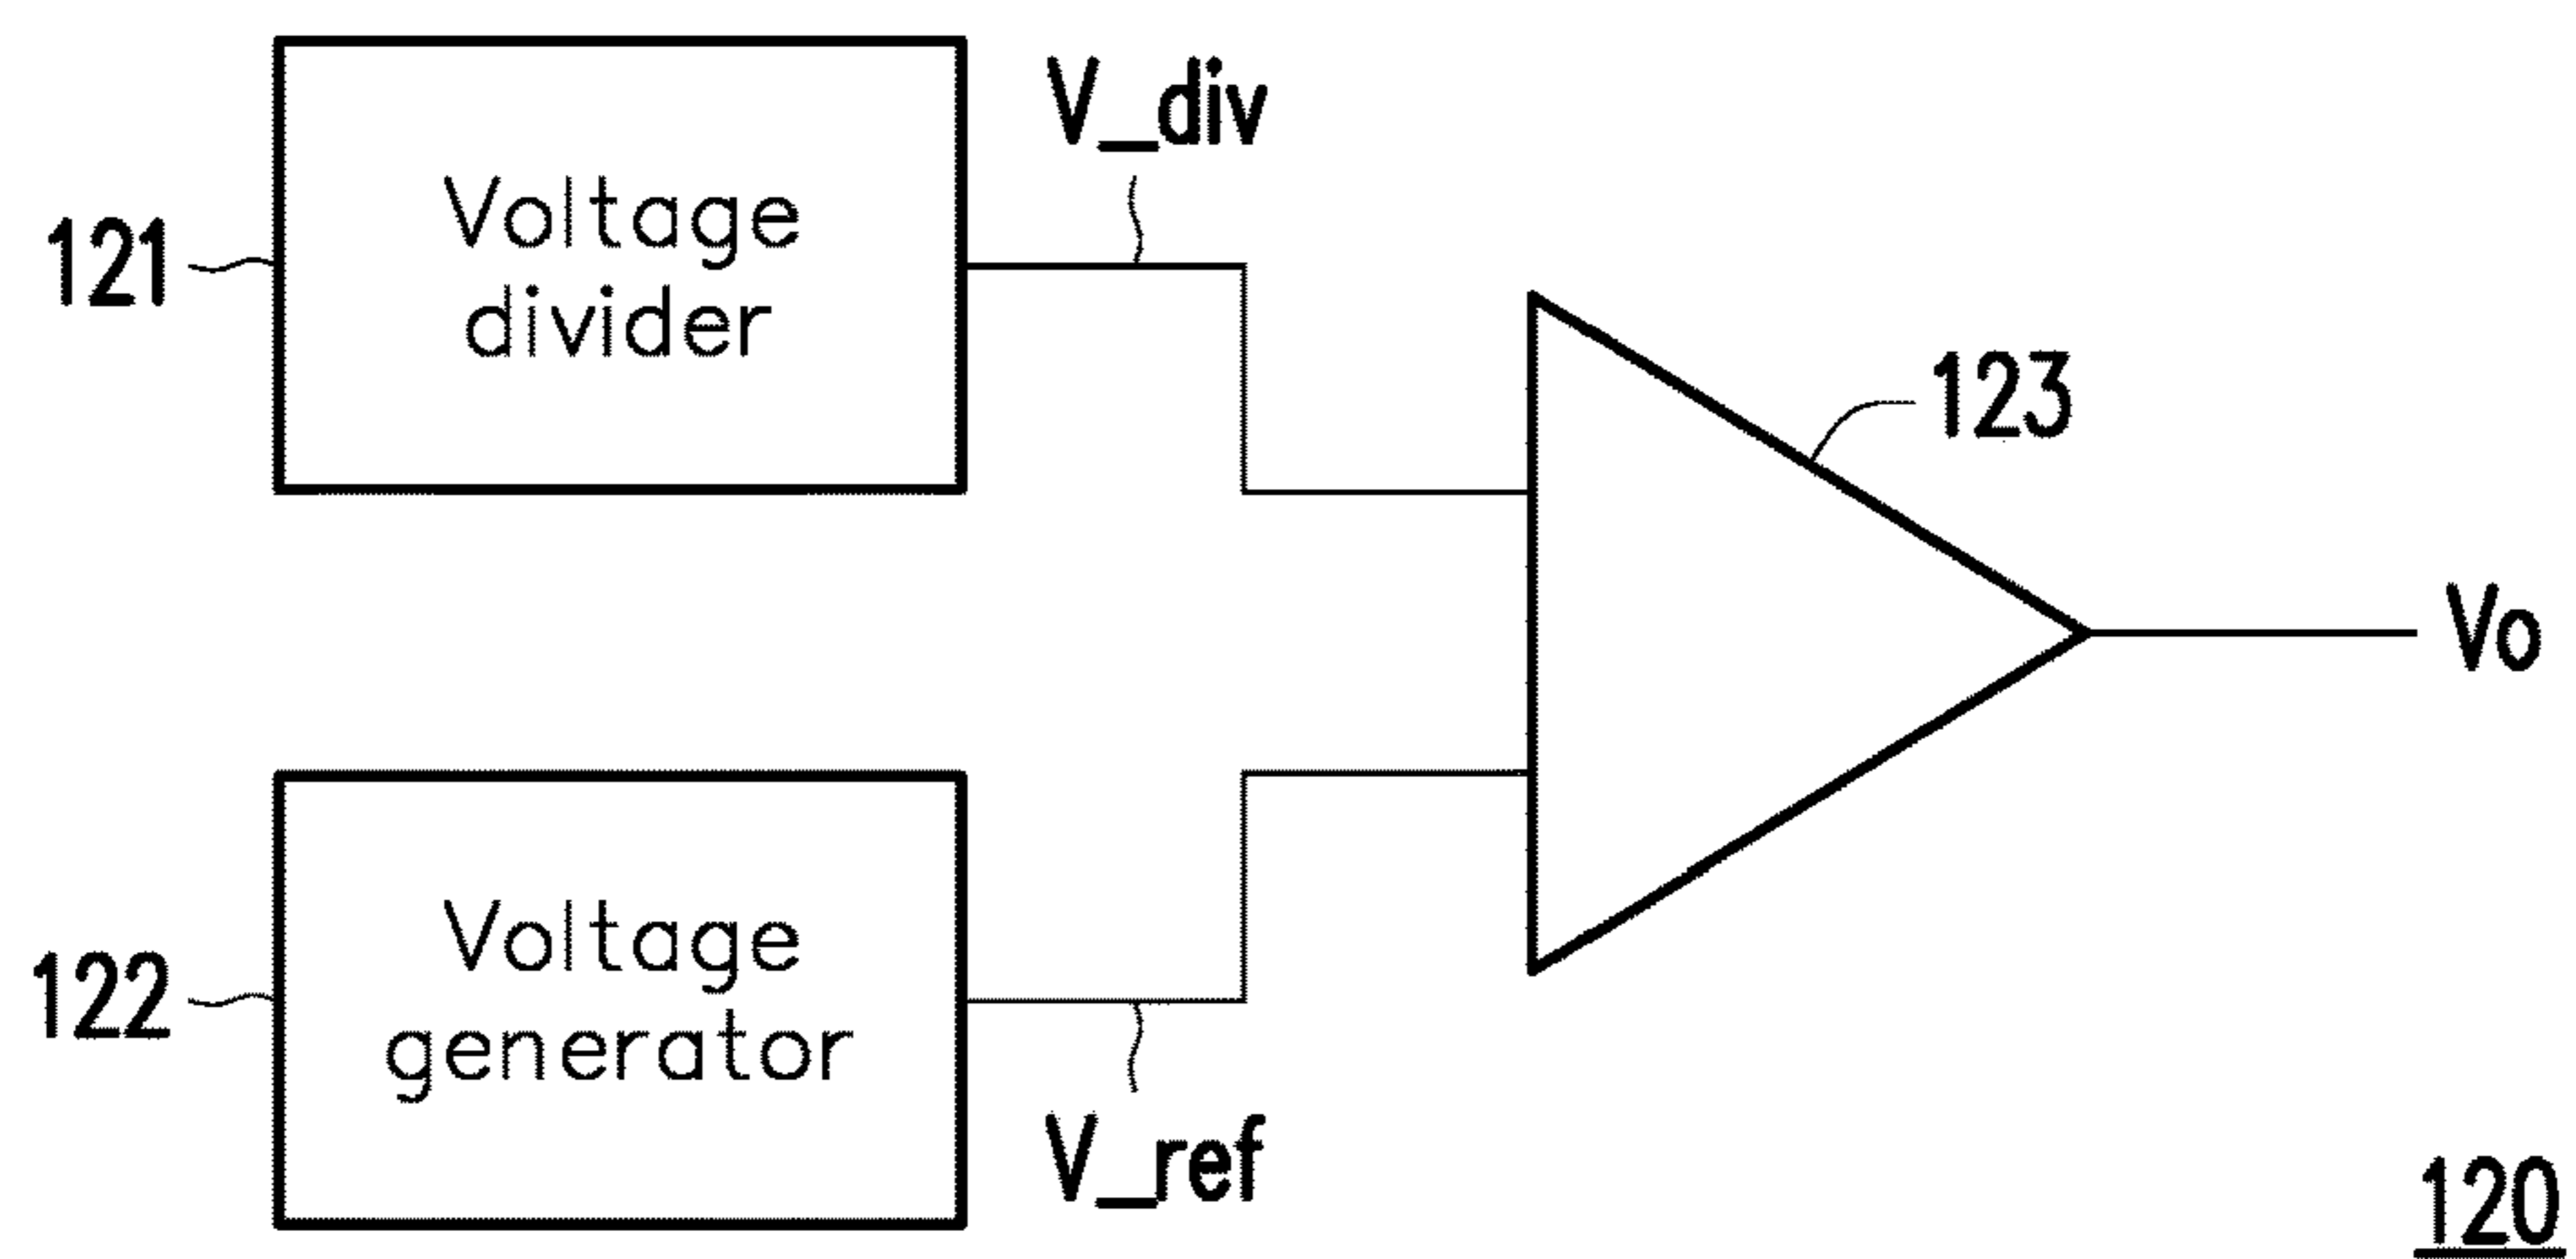 V_div
121
Voltage
divider
123
Vo
122
Voltage
generator
V_ref
120